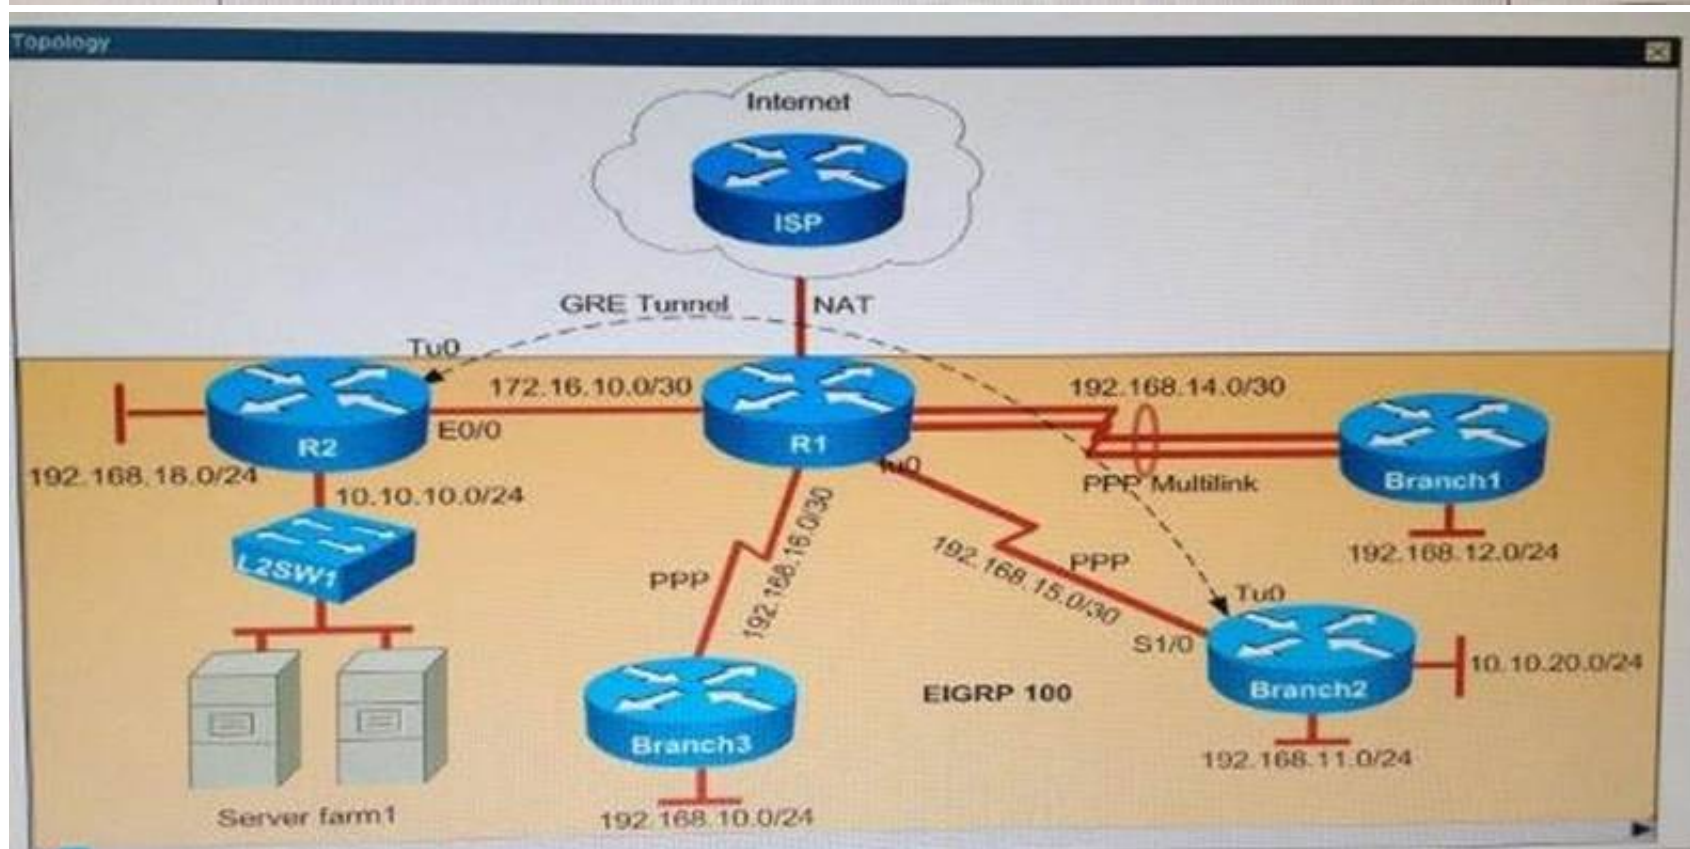 Topology
Internet
ISP
GRE Tunnel
NAT
Tu0
172.16.10.0/30
192.168.14.0/30
E0/0
R2
R1
Tu0
192.168.18.0/24
10.10.10.0/24
PPP Multilink
Branch1
192.168.12.0/24
L2SW1
PPP
192.168.16.0/30
PPP
192.168.15.0/30
Tu0
S1/0
10.10.20.0/24
EIGRP 100
Branch2
Branch3
192.168.11.0/24
Server farm1
192.168.10.0/24